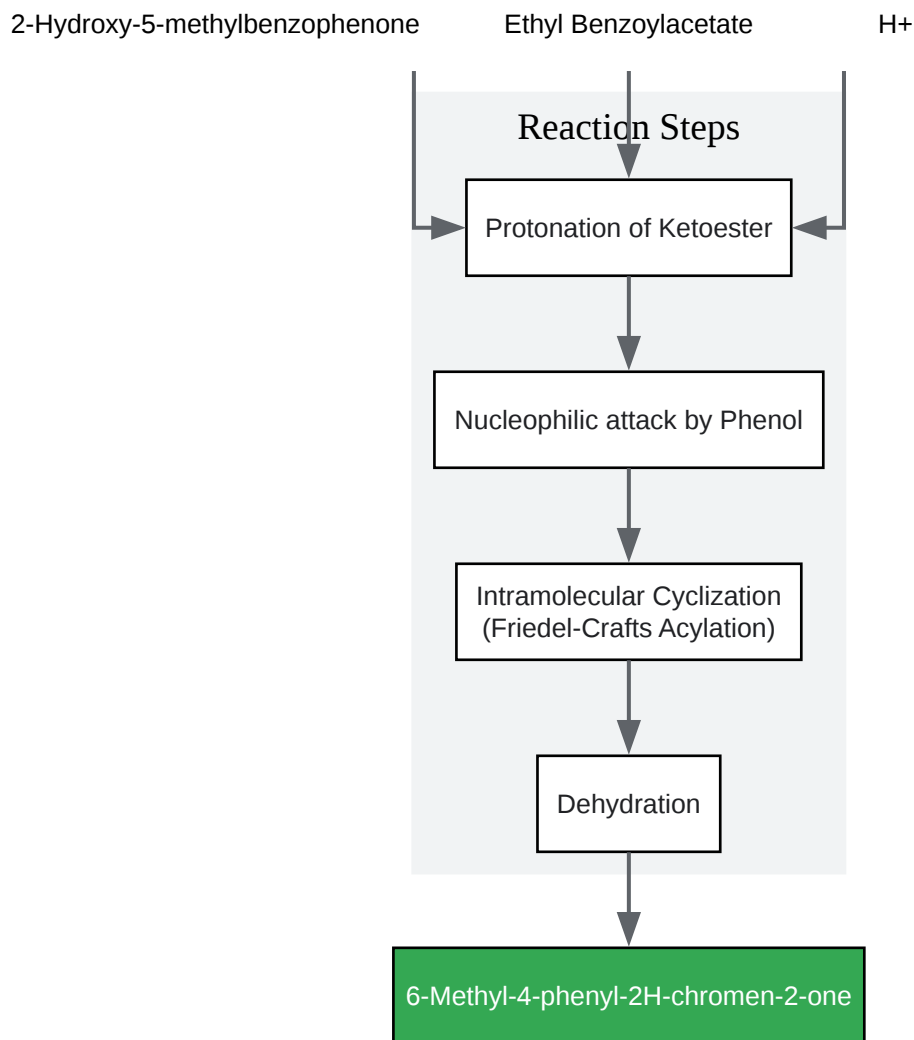 2-Hydroxy-5-methylbenzophenone Ethyl Benzoylacetate H+
Reaction Steps
Protonation of Ketoester
Nucleophilic attack by Phenol
Intramolecular Cyclization
(Friedel-Crafts Acylation)
Dehydration
6-Methyl-4-phenyl-2H-chromen-2-one